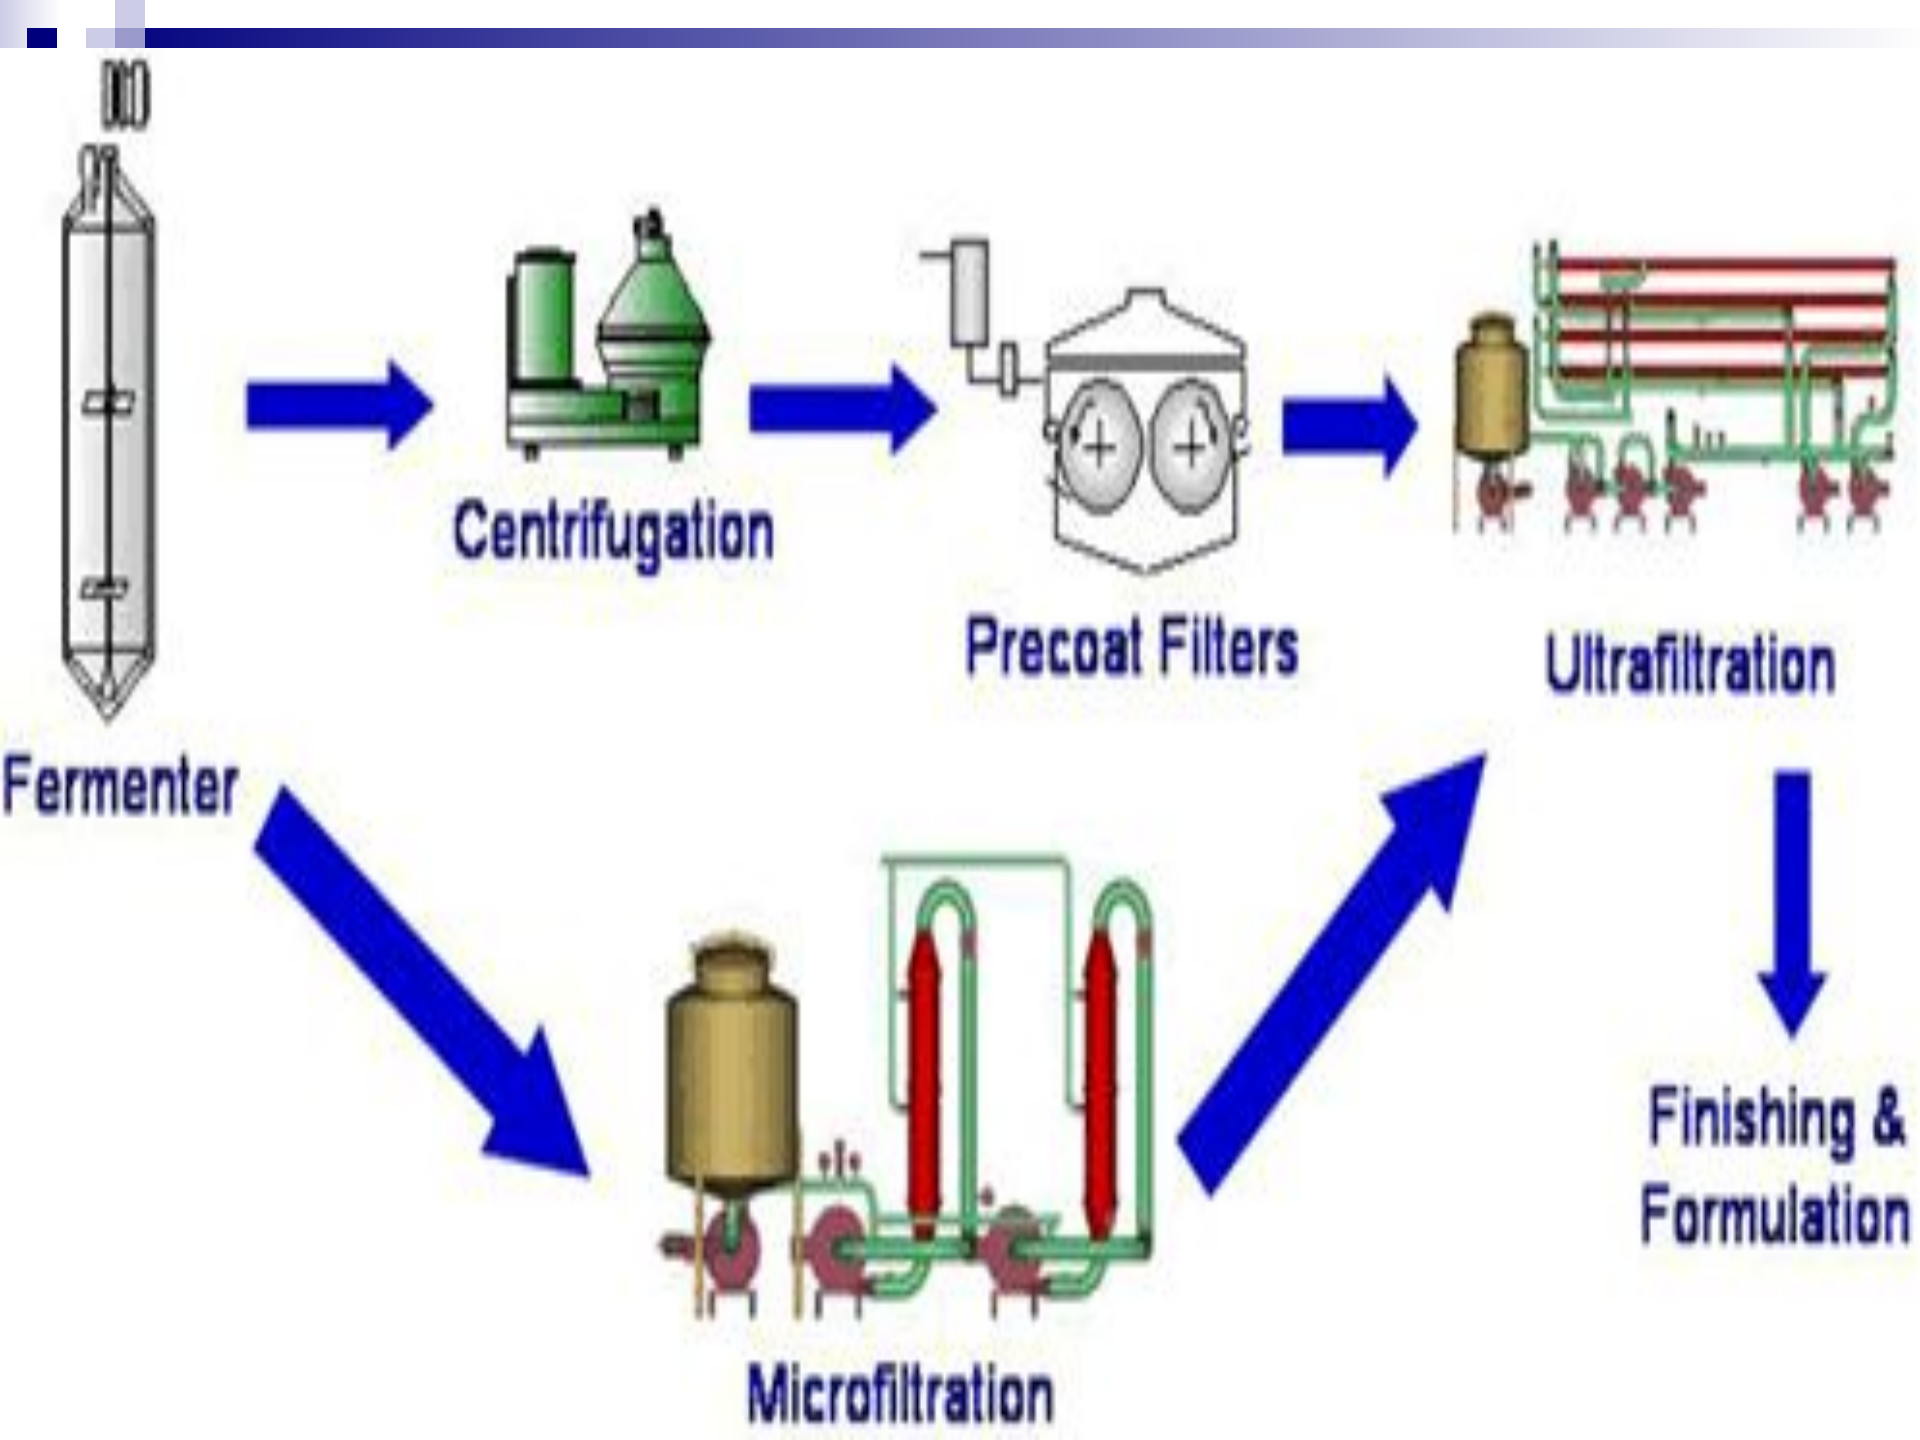 Centrifugation
Precoat Filters
Ultrafiltration
Fermenter
Finishing &
Formulation
Microfiltration